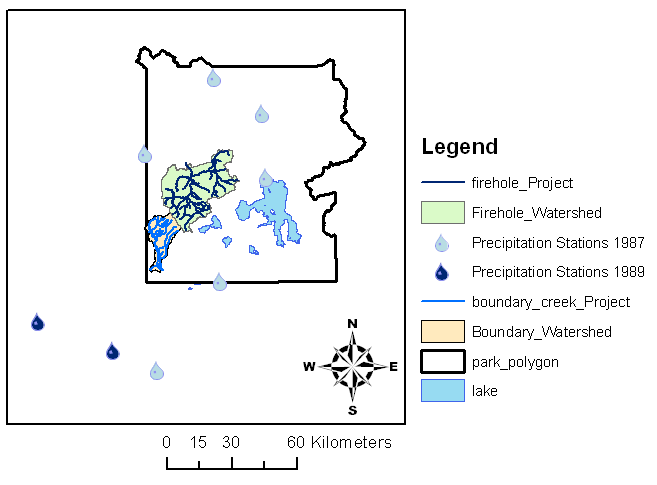 Legend
firehole_Project
Firehole_Watershed
Precipitation Stations 1987
Precipitation Stations 1989
boundary_creek_Project
Boundary_Watershed
park_polygon
lake
N
W E
S
0 15 30 60 Kilometers